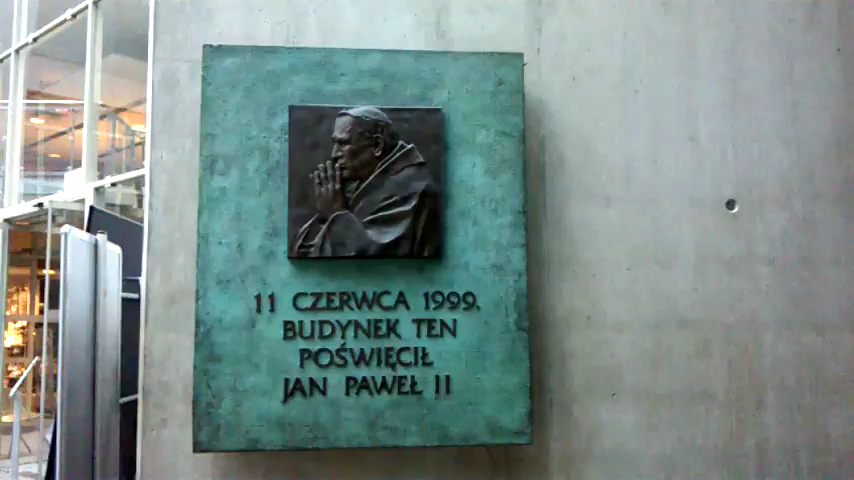 11 CZERWCA 1999.
BUDYNEK TEN
POŚWIĘCIŁ
JAN PAWEŁ II